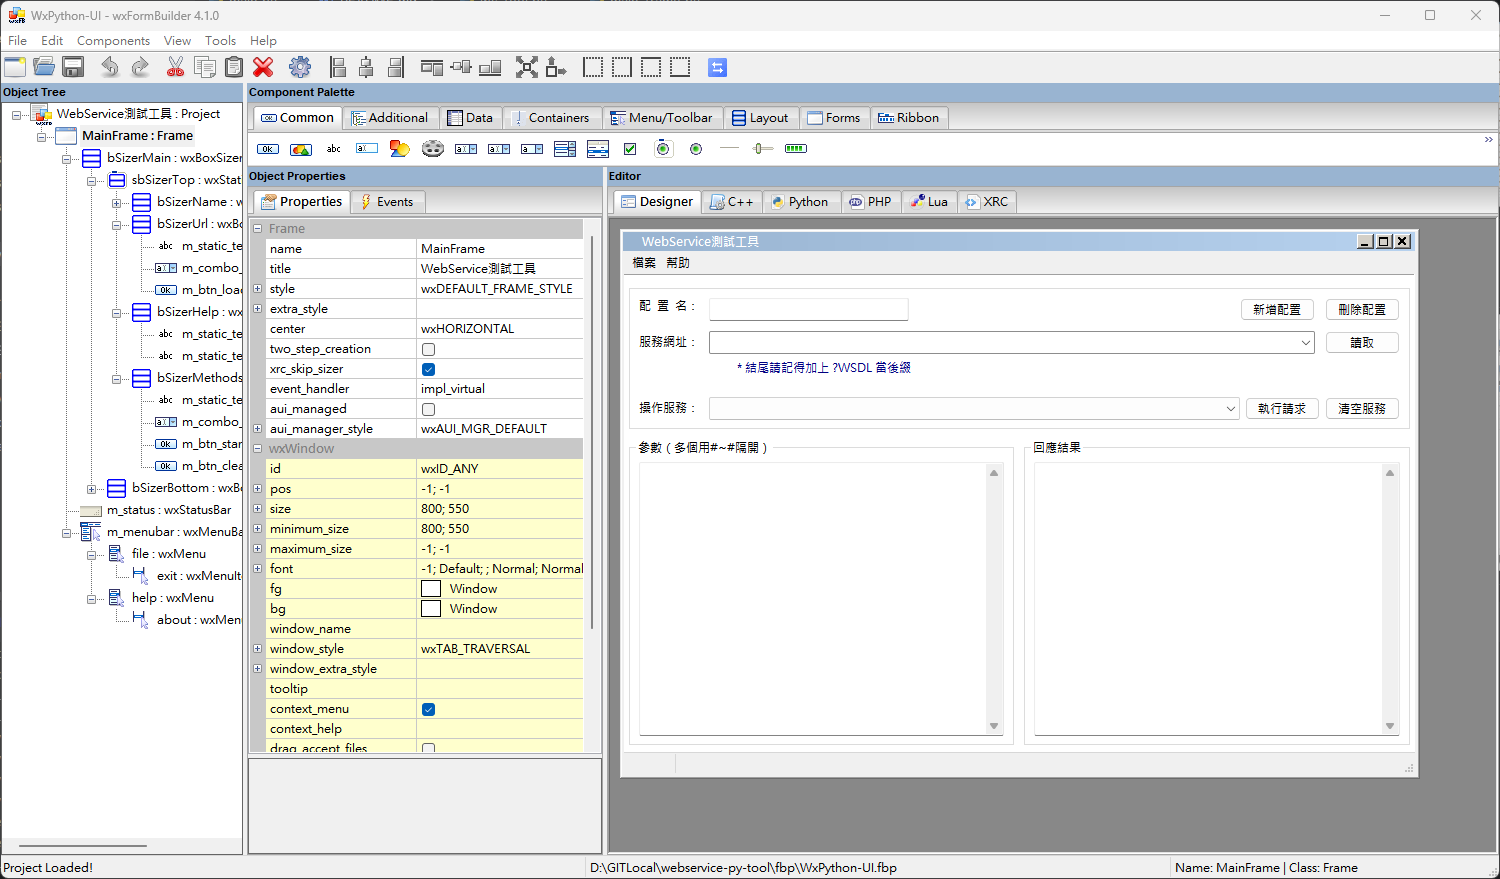 WxPython-UI - wxFormBuilder 4.1.0
File Edit Components View Tools Help
Object Tree
WebService測試工具 : Project
MainFrame : Frame
bSizerMain : wxBoxSizer
sbSizerTop : wxStat
bSizerName : w
bSizerUrl : wxBo
abc m_static_te
m_combo_
Ok m_btn_loa
bSizerHelp : wx
abc m_static_te
abc m_static_te
bSizerMethods
abc m_static_te
m_combo_
Ok m_btn_star
Ok m_btn_clea
bSizerBottom : wxBo
m_status : wxStatusBar
m_menubar : wxMenuBa
file : wxMenu
exit : wxMenuIt
help : wxMenu
about : wxMen
Component Palette
Common Additional Data Containers Menu/Toolbar Layout Forms Ribbon
Object Properties
Properties Events
Frame
name MainFrame
title WebService測試工具
style wxDEFAULT_FRAME_STYLE
extra_style
center wxHORIZONTAL
two_step_creation
xrc_skip_sizer
event_handler impl_virtual
aui_managed
aui_manager_style wxAUI_MGR_DEFAULT
wxWindow
id wxID_ANY
pos -1; -1
size 800; 550
minimum_size 800; 550
maximum_size -1; -1
font -1; Default; ; Normal; Normal
fg Window
bg Window
window_name
window_style wxTAB_TRAVERSAL
window_extra_style
tooltip
context_menu
context_help
drag_accept_files
Editor
Designer C++ Python PHP Lua XRC
WebService測試工具
檔案 幫助
配 置 名： 新增配置 刪除配置
服務網址： 讀取
* 結尾請記得加上 ?WSDL 當後綴
操作服務： 執行請求 清空服務
參數 ( 多個用#~#隔開 ) 回應結果
Project Loaded! D:\GITLocal\webservice-py-tool\fbp\WxPython-UI.fbp Name: MainFrame | Class: Frame